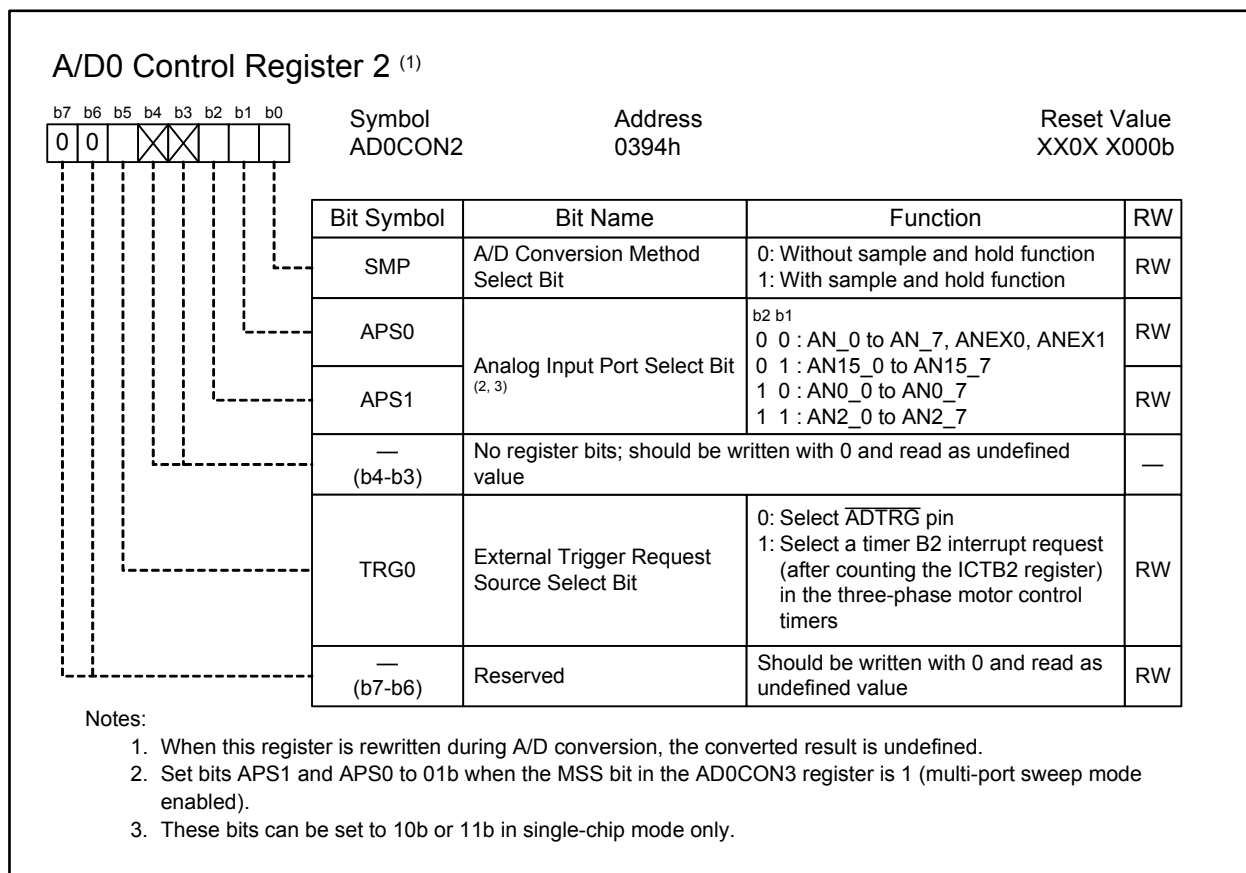 A/D0 Control Register 2 (1)
b7 b6 b5 b4 b3 b2 b1 b0
0 0
Symbol Address Reset Value
AD0CON2 0394h XX0X X000b
Bit Symbol Bit Name Function RW
SMP
A/D Conversion Method
Select Bit
0: Without sample and hold function
1: With sample and hold function
RW
APS0
APS1
Analog Input Port Select Bit
(2, 3)
b2 b1
0 0 : AN_0 to AN_7, ANEX0, ANEX1
0 1 : AN15_0 to AN15_7
1 0 : AN0_0 to AN0_7
1 1 : AN2_0 to AN2_7
RW
RW
—
(b4-b3)
No register bits; should be written with 0 and read as undefined
value
—
TRG0
External Trigger Request
Source Select Bit
0: Select ADTRG pin
1: Select a timer B2 interrupt request
(after counting the ICTB2 register)
in the three-phase motor control
timers
RW
—
(b7-b6)
Reserved
Should be written with 0 and read as
undefined value
RW
Notes:
1. When this register is rewritten during A/D conversion, the converted result is undefined.
2. Set bits APS1 and APS0 to 01b when the MSS bit in the AD0CON3 register is 1 (multi-port sweep mode
enabled).
3. These bits can be set to 10b or 11b in single-chip mode only.